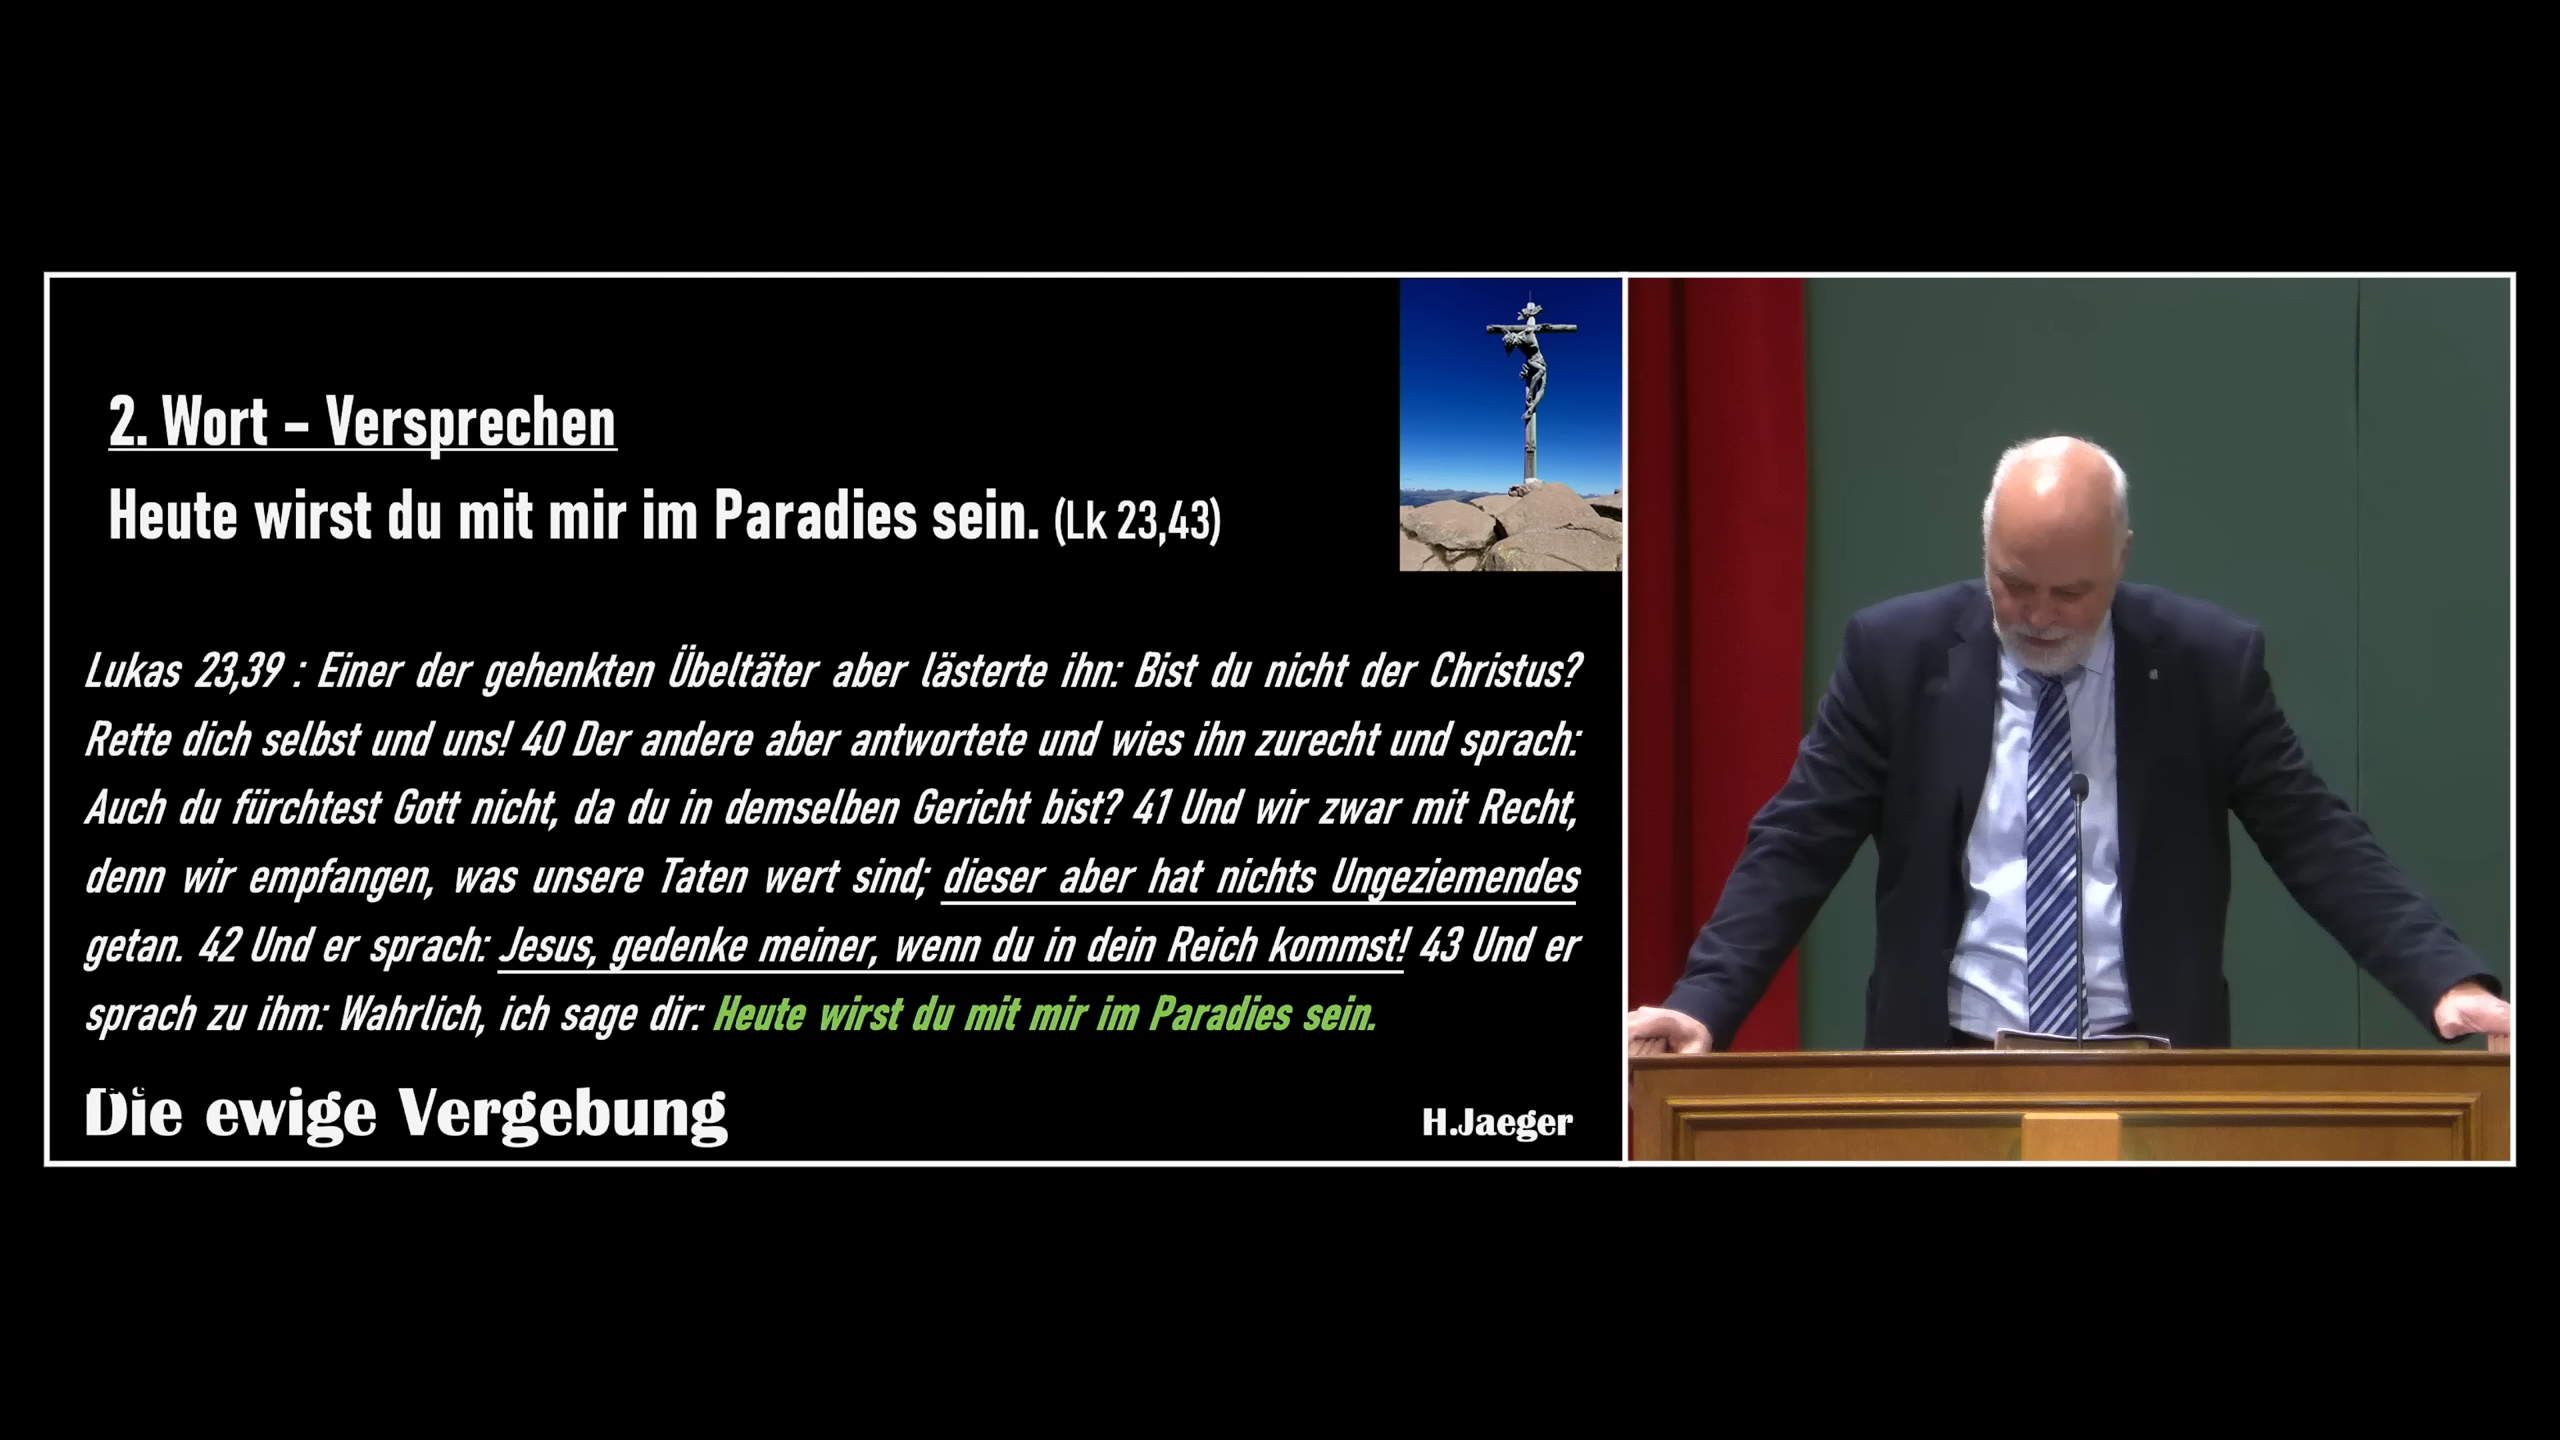 2. Wort – Versprechen
Heute wirst du mit mir im Paradies sein. (Lk 23,43)
Lukas 23,39 : Einer der gehenkten Übeltäter aber lästerte ihn: Bist du nicht der Christus?
Rette dich selbst und uns! 40 Der andere aber antwortete und wies ihn zurecht und sprach:
Auch du fürchtest Gott nicht, da du in demselben Gericht bist? 41 Und wir zwar mit Recht,
denn wir empfangen, was unsere Taten wert sind; dieser aber hat nichts Ungeziemendes
getan. 42 Und er sprach: Jesus, gedenke meiner, wenn du in dein Reich kommst! 43 Und er
sprach zu ihm: Wahrlich, ich sage dir: Heute wirst du mit mir im Paradies sein.
Die ewige Vergebung
H.Jaeger